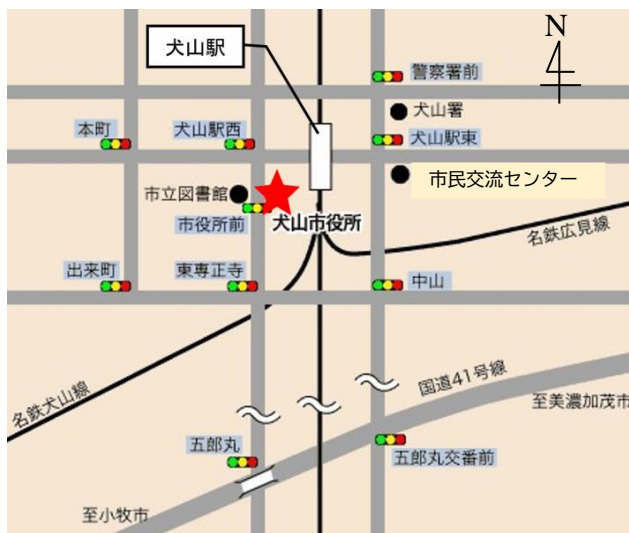 犬山駅
N
警察署前
犬山署
本町
犬山駅西
犬山駅東
市民交流センター
市立図書館
市役所前
犬山市役所
名鉄広見線
出来町
東専正寺
中山
国道41号線
名鉄犬山線
至美濃加茂市
五郎丸
五郎丸交番前
至小牧市